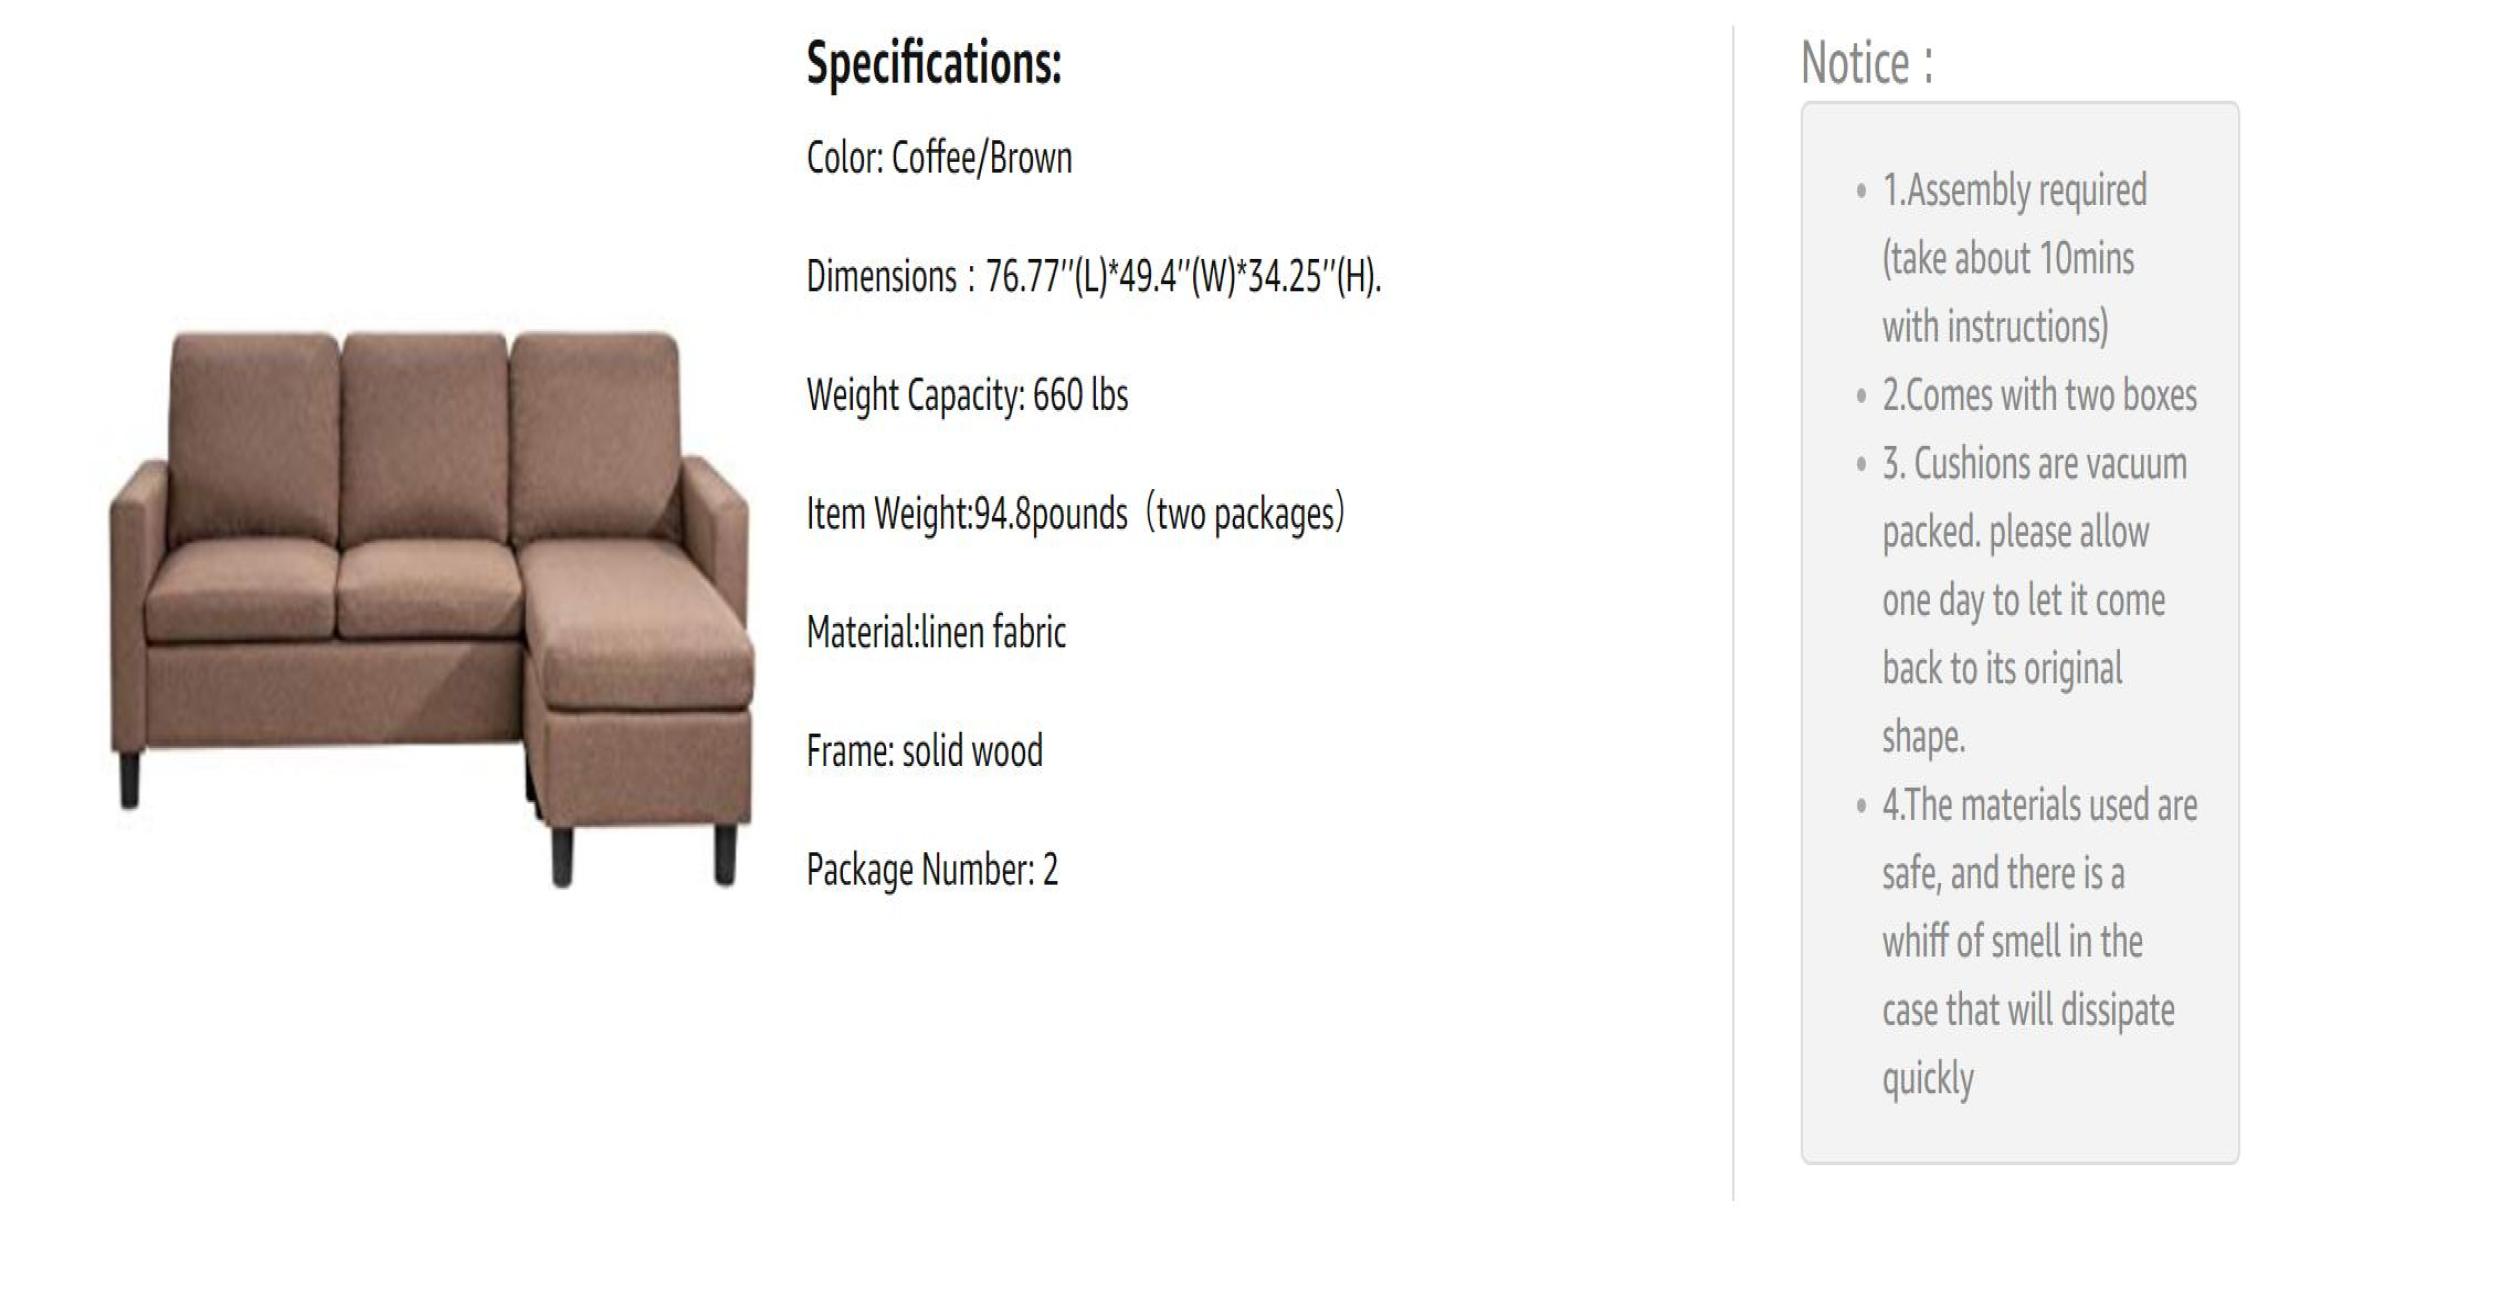 Specifications:
Color: Coffee/Brown
Dimensions：76.77″(L)*49.4″(W)*34.25″(H).
Weight Capacity: 660 lbs
Item Weight:94.8pounds（two packages）
Material:linen fabric
Frame: solid wood
Package Number: 2
Notice：
• 1.Assembly required
(take about 10mins
with instructions)
• 2.Comes with two boxes
• 3. Cushions are vacuum
packed. please allow
one day to let it come
back to its original
shape.
• 4.The materials used are
safe, and there is a
whiff of smell in the
case that will dissipate
quickly